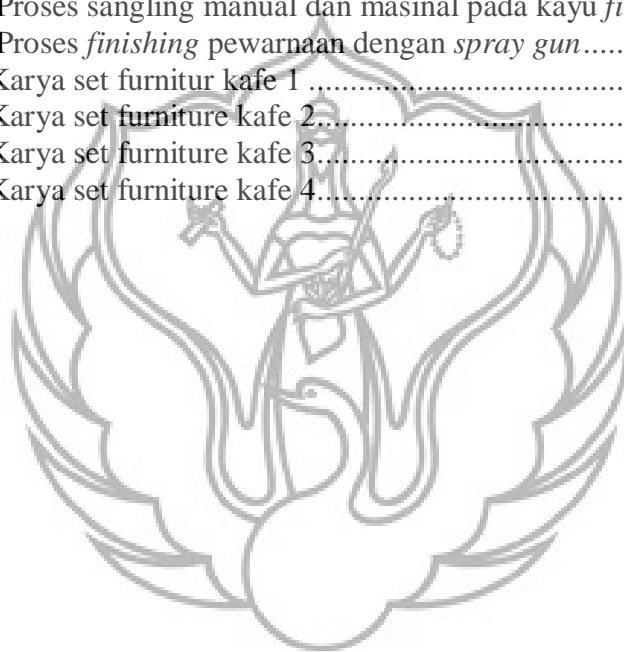 Proses sangling manual dan masinal pada kayu
Proses finishing pewarnaan dengan spray gun.....
Karya set furnitur kafe 1 ..................................
Karya set furniture kafe 2..................................
Karya set furniture kafe 3..................................
Karya set furniture kafe 4..................................